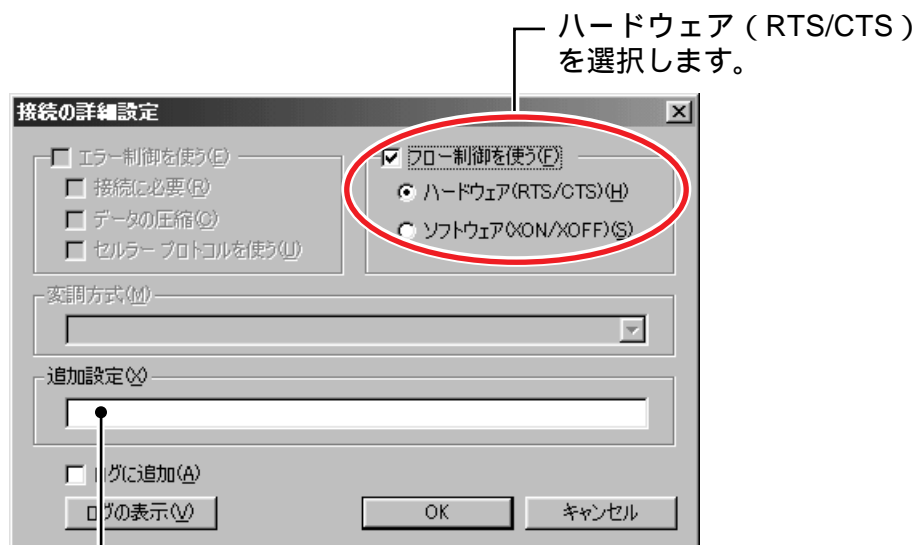 ハードウェア(RTS/CTS)
を選択します。
接続の詳細設定
エラー制御を使う(E)
接続に必要(R)
データの圧縮(C)
セルラー プロトコルを使う(U)
フロー制御を使う(F)
ハードウェア(RTS/CTS)(H)
ソフトウェア(XON/XOFF)(S)
変調方式(M)
追加設定(X)
ログに追加(A)
ログの表示(V)
OK
キャンセル